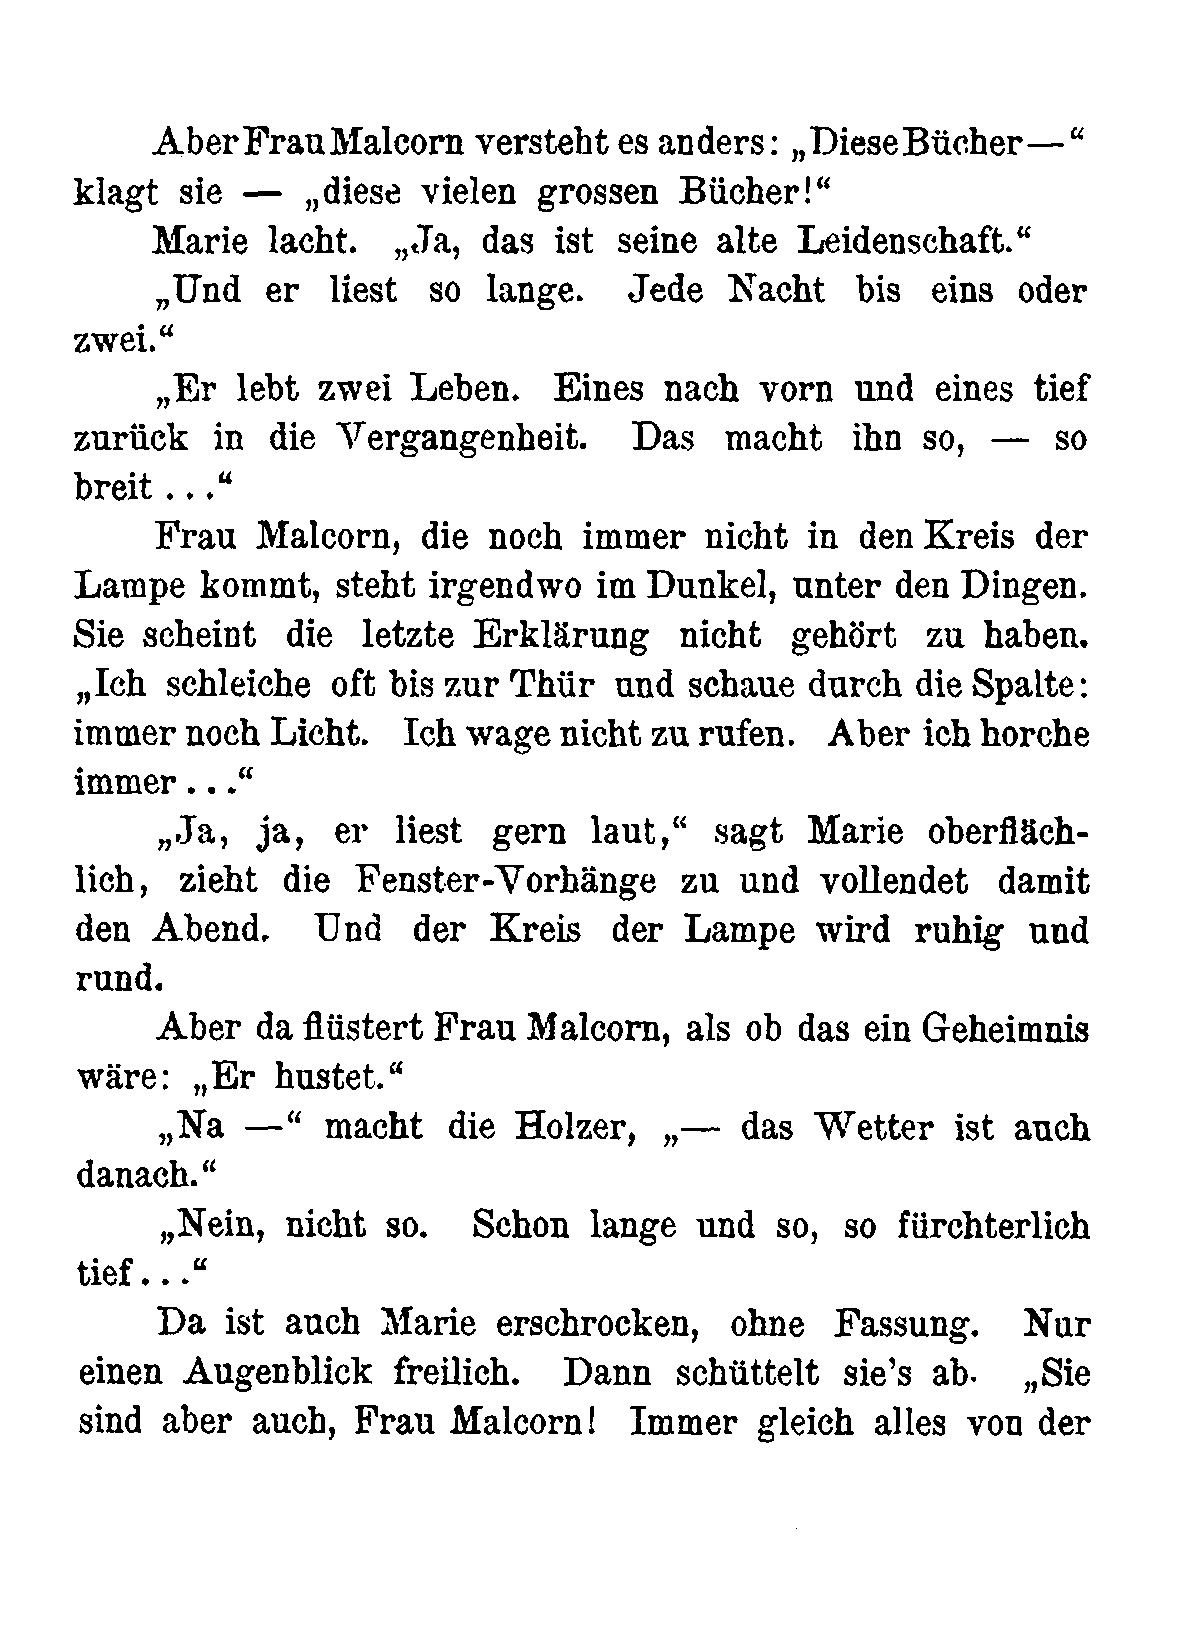 Aber Frau Malcorn versteht es anders: „Diese Bücher—“
klagt sie — „diese vielen grossen Bücher!“
Marie lacht. „Ja, das ist seine alte Leidenschaft.“
„Und er liest so lange. Jede Nacht bis eins oder
zwei.“
„Er lebt zwei Leben. Eines nach vorn und eines tief
zurück in die Vergangenheit. Das macht ihn so, — so
breit . . .“
Frau Malcorn, die noch immer nicht in den Kreis der
Lampe kommt, steht irgendwo im Dunkel, unter den Dingen.
Sie scheint die letzte Erklärung nicht gehört zu haben.
„Ich schleiche oft bis zur Thür und schaue durch die Spalte:
immer noch Licht. Ich wage nicht zu rufen. Aber ich horche
immer . . .“
„Ja, ja, er liest gern laut,“ sagt Marie oberfläch-
lich, zieht die Fenster-Vorhänge zu und vollendet damit
den Abend. Und der Kreis der Lampe wird ruhig und
rund.
Aber da flüstert Frau Malcorn, als ob das ein Geheimnis
wäre: „Er hustet.“
„Na —“ macht die Holzer, „— das Wetter ist auch
danach.“
„Nein, nicht so. Schon lange und so, so fürchterlich
tief . . .“
Da ist auch Marie erschrocken, ohne Fassung. Nur
einen Augenblick freilich. Dann schüttelt sie’s ab. „Sie
sind aber auch, Frau Malcorn! Immer gleich alles von der